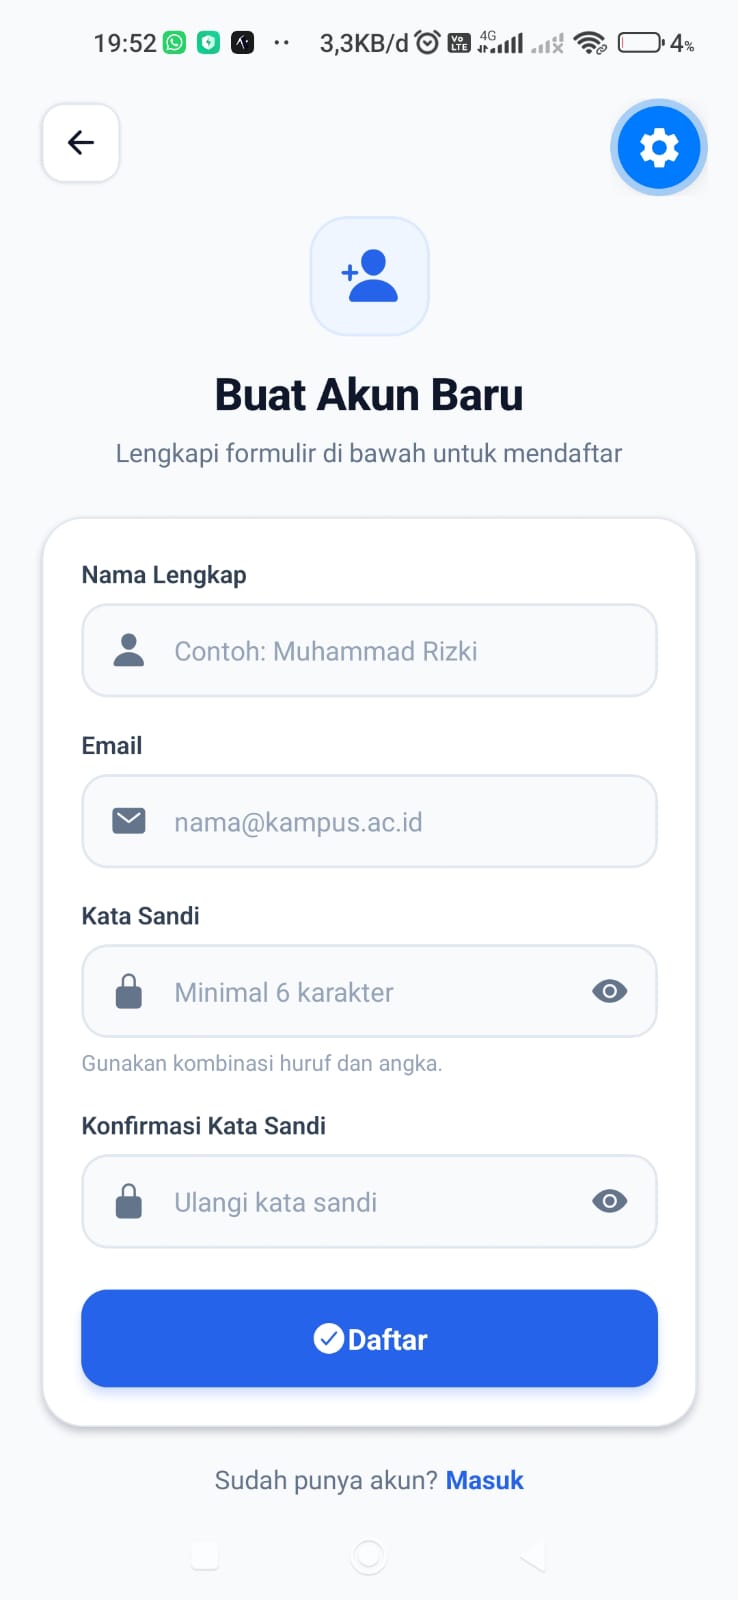 19:52 3,3KB/d Vo LTE 4G 4%
Buat Akun Baru
Lengkapi formulir di bawah untuk mendaftar
Nama Lengkap
Contoh: Muhammad Rizki
Email
nama@kampus.ac.id
Kata Sandi
Minimal 6 karakter
Gunakan kombinasi huruf dan angka.
Konfirmasi Kata Sandi
Ulangi kata sandi
Daftar
Sudah punya akun? Masuk